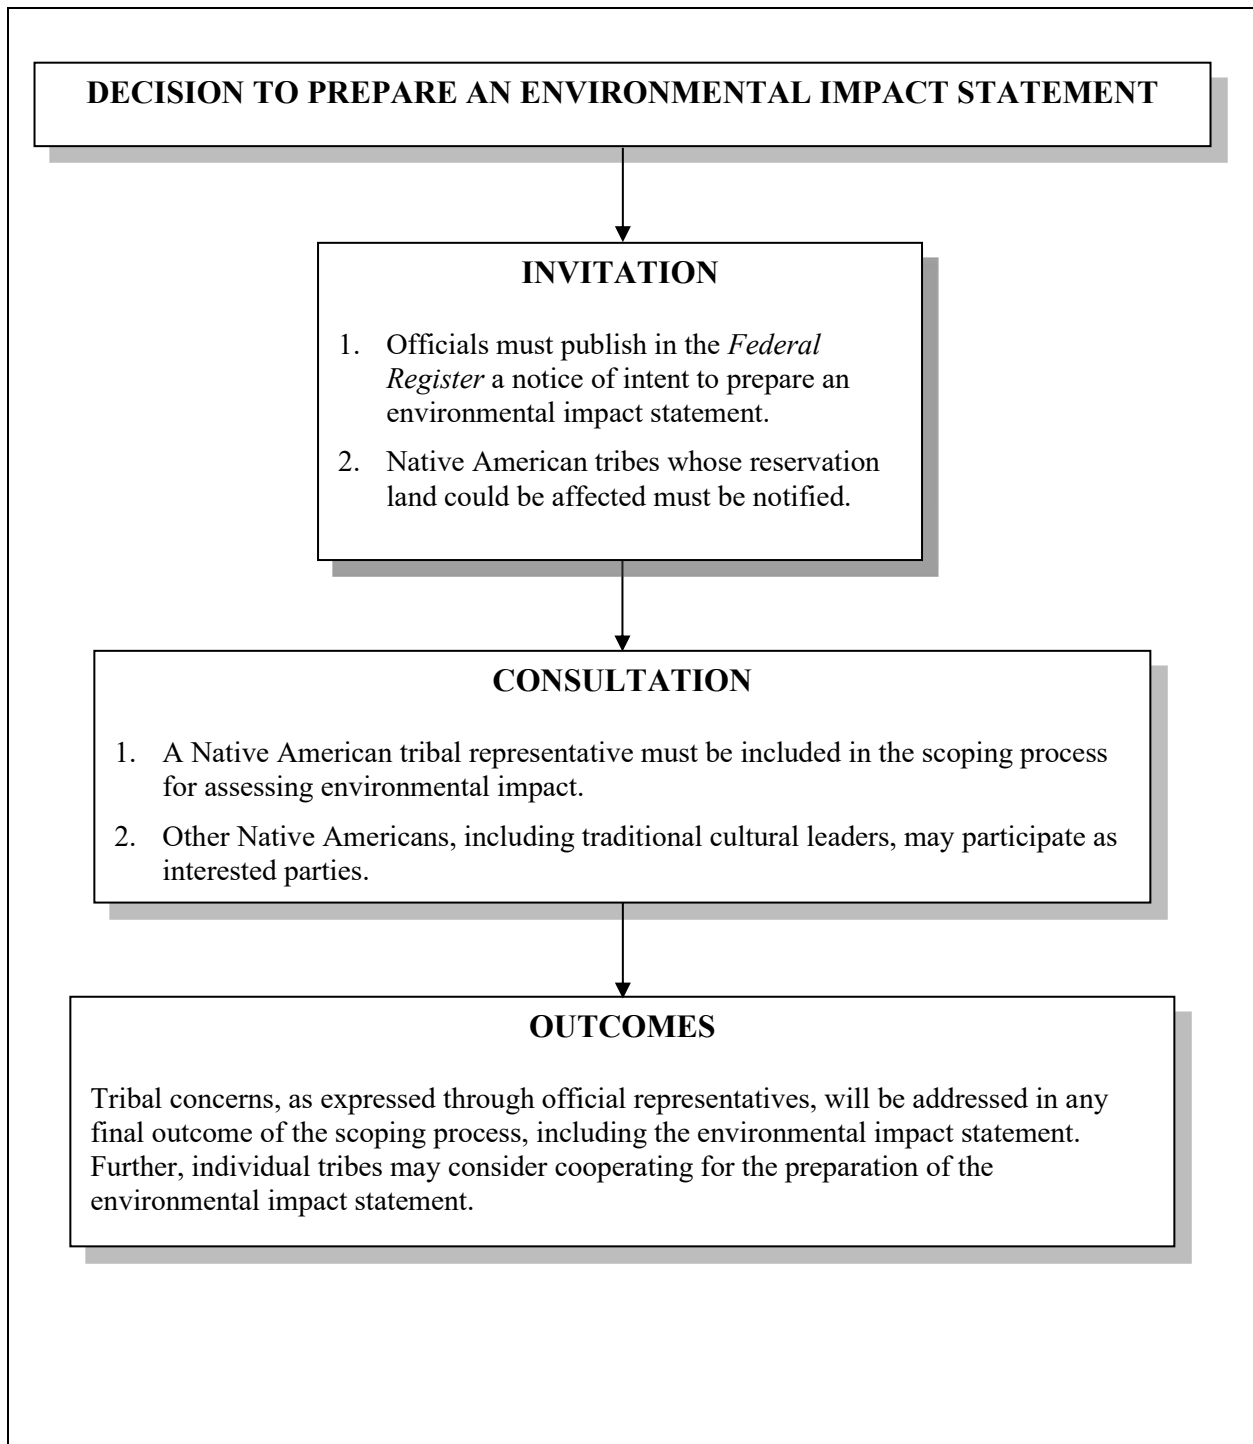 DECISION TO PREPARE AN ENVIRONMENTAL IMPACT STATEMENT
INVITATION
1. Officials must publish in the Federal
Register a notice of intent to prepare an
environmental impact statement.
2. Native American tribes whose reservation
land could be affected must be notified.
CONSULTATION
1. A Native American tribal representative must be included in the scoping process
for assessing environmental impact.
2. Other Native Americans, including traditional cultural leaders, may participate as
interested parties.
OUTCOMES
Tribal concerns, as expressed through official representatives, will be addressed in any
final outcome of the scoping process, including the environmental impact statement.
Further, individual tribes may consider cooperating for the preparation of the
environmental impact statement.